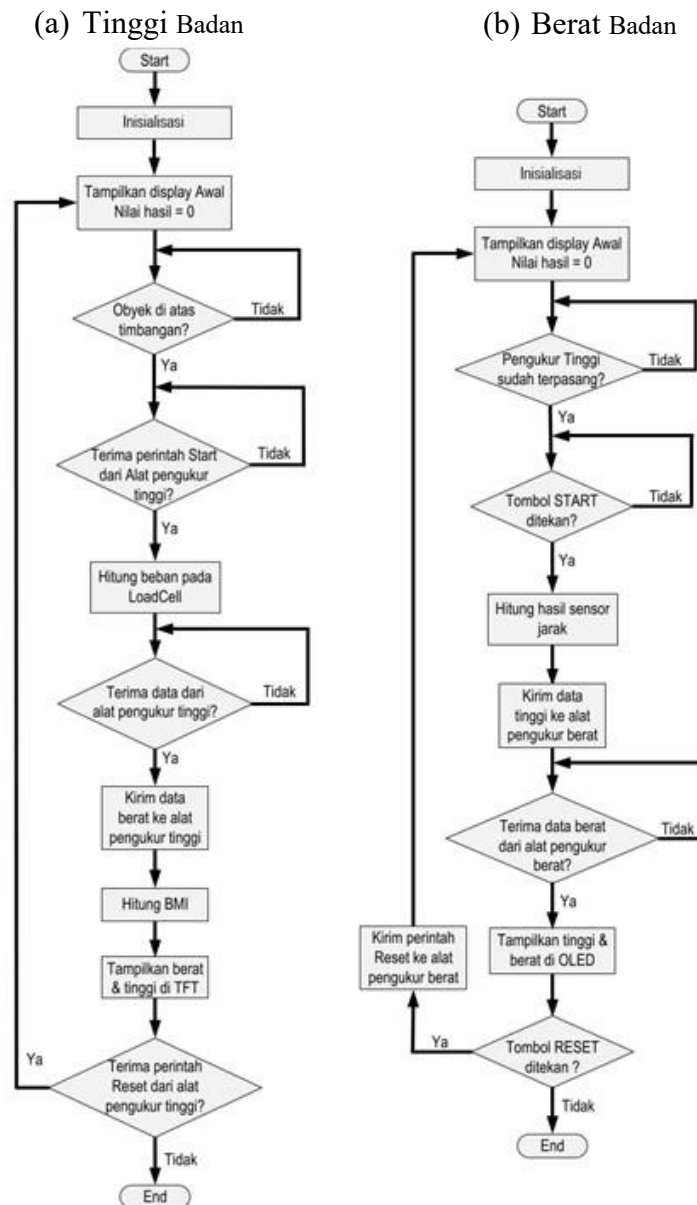 (a) Tinggi Badan
Start
Inisialisasi
Tampilkan display Awal
Nilai hasil = 0
Obyek di atas
timbangan?
Tidak
Ya
Terima perintah Start
dari Alat pengukur
tinggi?
Tidak
Ya
Hitung beban pada
LoadCell
Terima data dari
alat pengukur tinggi?
Tidak
Ya
Kirim data
berat ke alat
pengukur tinggi
Hitung BMI
Tampilkan berat
& tinggi di TFT
Ya
Terima perintah
Reset dari alat
pengukur tinggi?
Tidak
End
(b) Berat Badan
Start
Inisialisasi
Tampilkan display Awal
Nilai hasil = 0
Pengukur Tinggi
sudah terpasang?
Tidak
Ya
Tombol START
ditekan?
Tidak
Ya
Hitung hasil sensor
jarak
Kirim data
tinggi ke alat
pengukur berat
Terima data berat
dari alat pengukur
berat?
Tidak
Ya
Kirim perintah
Reset ke alat
pengukur berat
Tampilkan tinggi &
berat di OLED
Ya
Tombol RESET
ditekan ?
Tidak
End